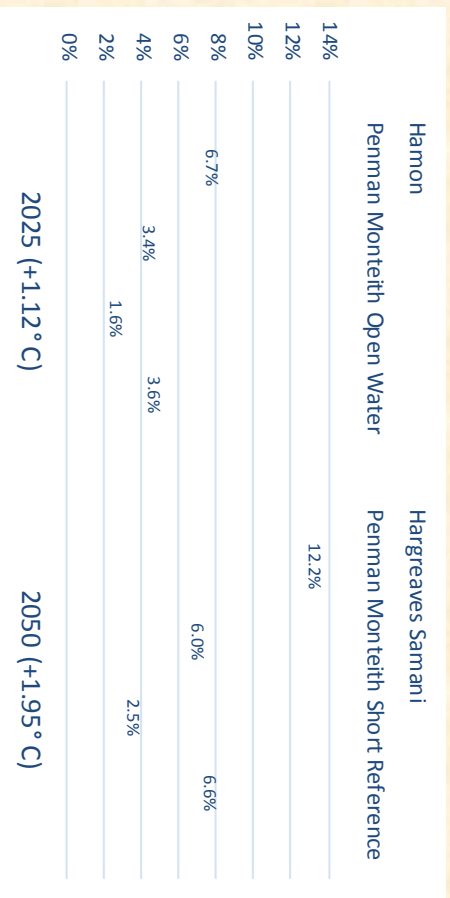 Hamon
Hargreaves Samani
Penman Monteith Open Water
Penman Monteith Short Reference
14%
12%
10%
8%
6%
4%
2%
0%
6.7%
3.4%
1.6%
3.6%
12.2%
6.0%
2.5%
6.6%
2025 (+1.12°C)
2050 (+1.95°C)